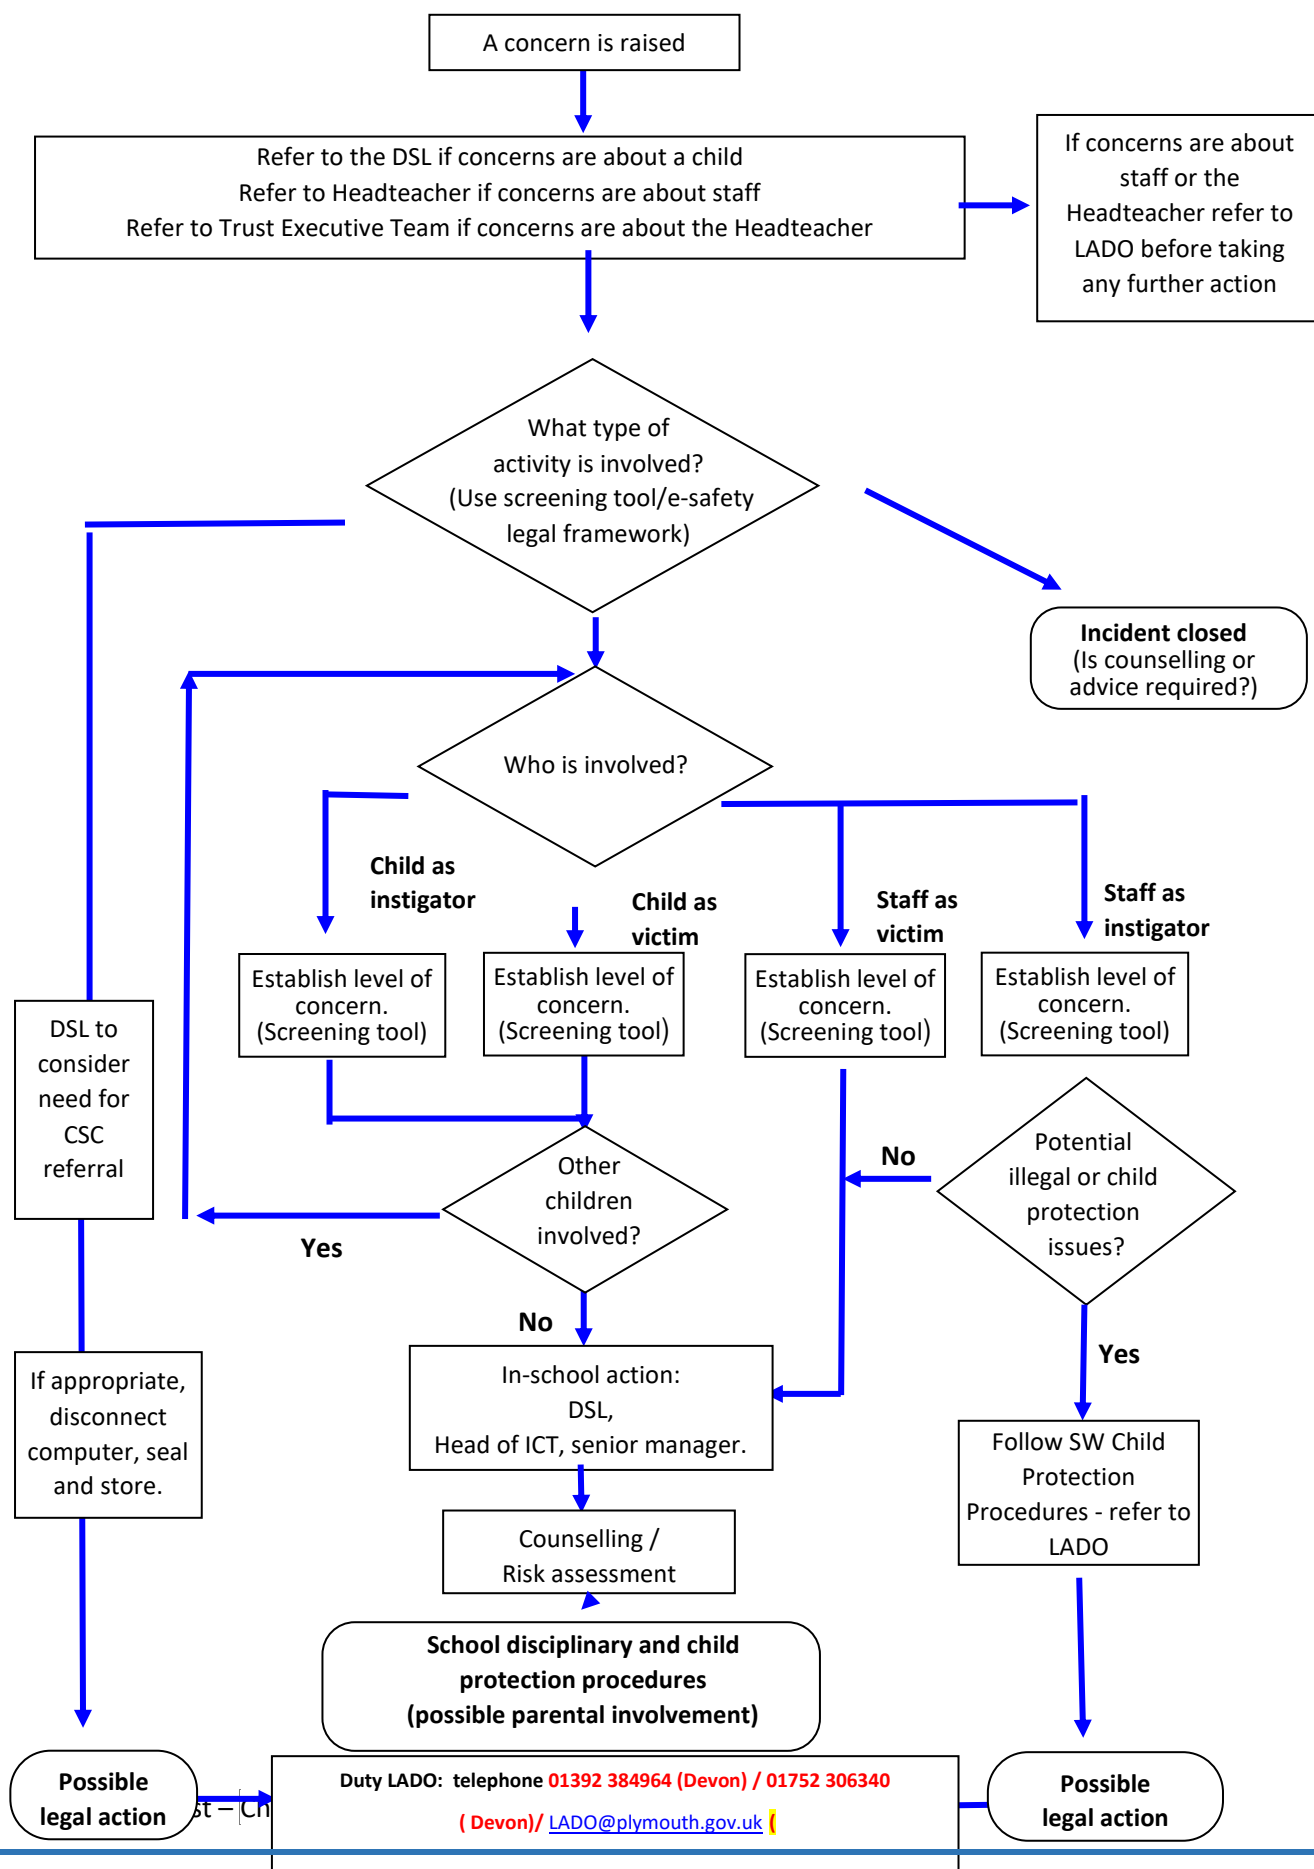 A concern is raised
Refer to the DSL if concerns are about a child
Refer to Headteacher if concerns are about staff
Refer to Trust Executive Team if concerns are about the Headteacher
If concerns are about
staff or the
Headteacher refer to
LADO before taking
any further action
What type of
activity is involved?
(Use screening tool/e-safety
legal framework)
Incident closed
(Is counselling or
advice required?)
Who is involved?
Child as
instigator
Child as
victim
Staff as
victim
Staff as
instigator
Establish level of
concern.
(Screening tool)
Establish level of
concern.
(Screening tool)
Establish level of
concern.
(Screening tool)
Establish level of
concern.
(Screening tool)
DSL to
consider
need for
CSC
referral
Other
children
involved?
Yes
No
Potential
illegal or child
protection
issues?
No
Yes
If appropriate,
disconnect
computer, seal
and store.
In-school action:
DSL,
Head of ICT, senior manager.
Follow SW Child
Protection
Procedures - refer to
LADO
Counselling /
Risk assessment
School disciplinary and child
protection procedures
(possible parental involvement)
Possible
legal action
st – Ch
Duty LADO: telephone 01392 384964 (Devon) / 01752 306340
( Devon)/ LADO@plymouth.gov.uk (
Possible
legal action